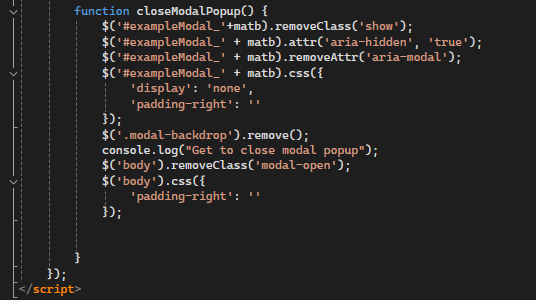 function closeModalPopup() {
$('#exampleModal_'+matb).removeClass('show');
$('#exampleModal_' + matb).attr('aria-hidden', 'true');
$('#exampleModal_' + matb).removeAttr('aria-modal');
$('#exampleModal_' + matb).css({
'display': 'none',
'padding-right': ''
});
$('.modal-backdrop').remove();
console.log("Get to close modal popup");
$('body').removeClass('modal-open');
$('body').css({
'padding-right': ''
});
}
});
</script>